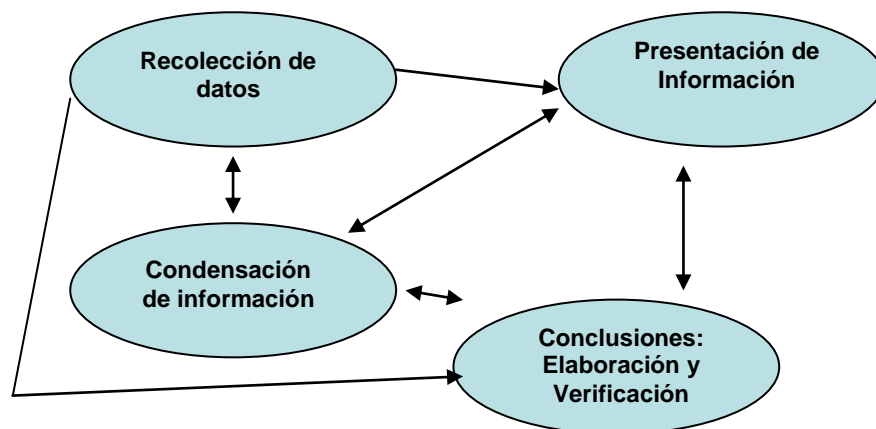 Recolección de
datos
Presentación de
Información
Condensación
de información
Conclusiones:
Elaboración y
Verificación